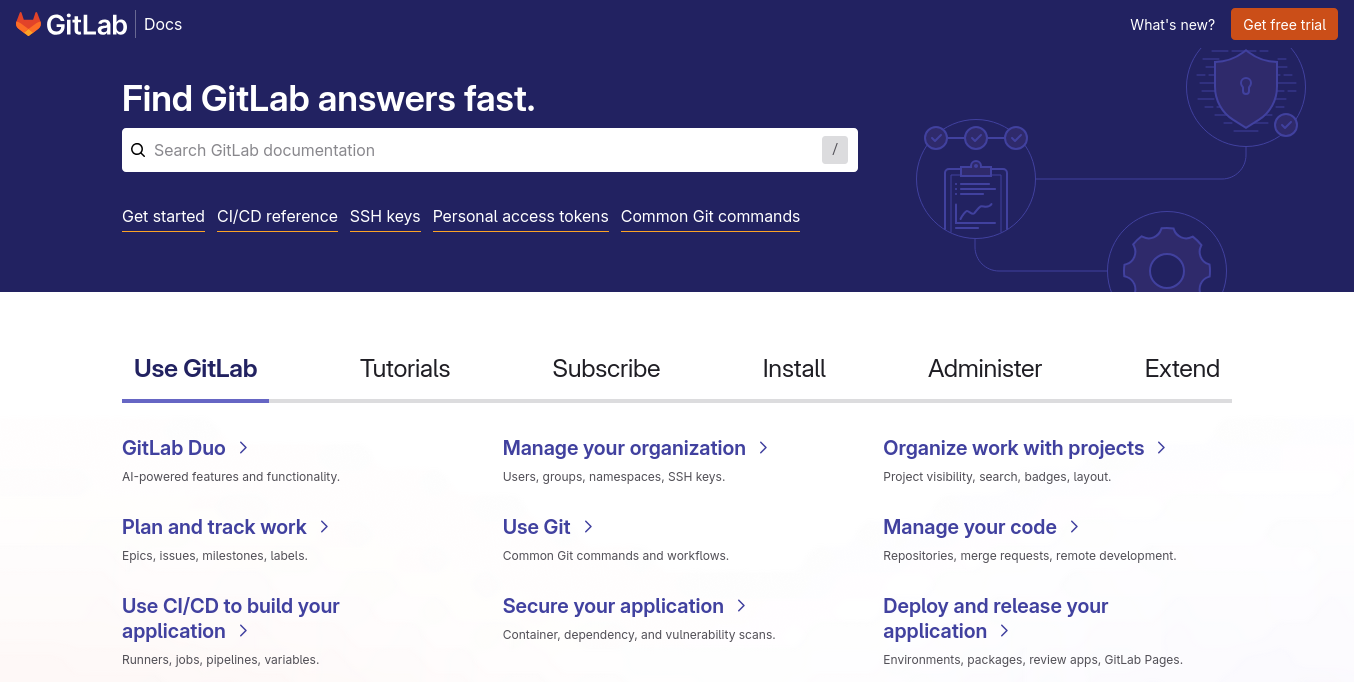 GitLab Docs What's new? Get free trial
Find GitLab answers fast.
Search GitLab documentation /
Get started CI/CD reference SSH keys Personal access tokens Common Git commands
Use GitLab Tutorials Subscribe Install Administer Extend
GitLab Duo
AI-powered features and functionality.
Manage your organization
Users, groups, namespaces, SSH keys.
Organize work with projects
Project visibility, search, badges, layout.
Plan and track work
Epics, issues, milestones, labels.
Use Git
Common Git commands and workflows.
Manage your code
Repositories, merge requests, remote development.
Use CI/CD to build your
application
Runners, jobs, pipelines, variables.
Secure your application
Container, dependency, and vulnerability scans.
Deploy and release your
application
Environments, packages, review apps, GitLab Pages.